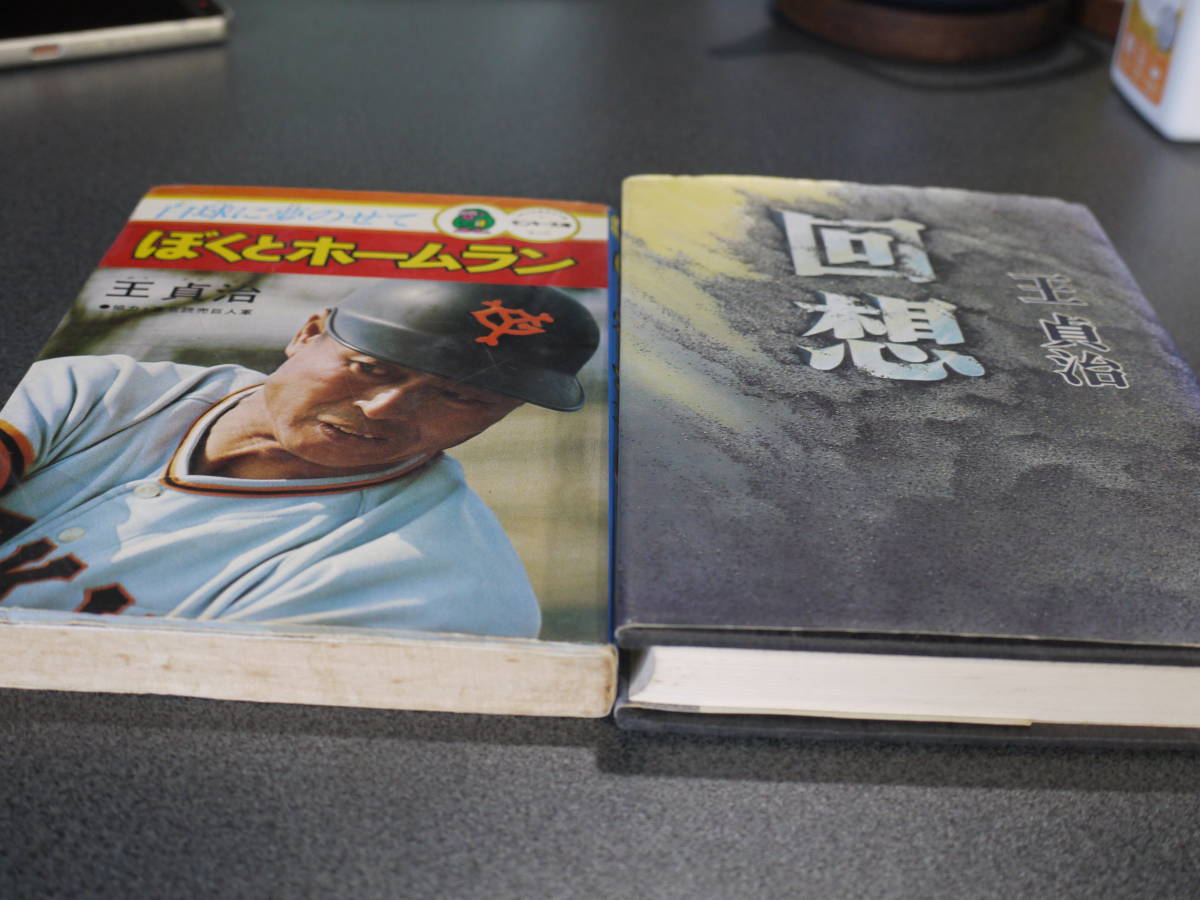 白球に夢のせて
ぼくとホームラン
王 貞治
回想
王貞治